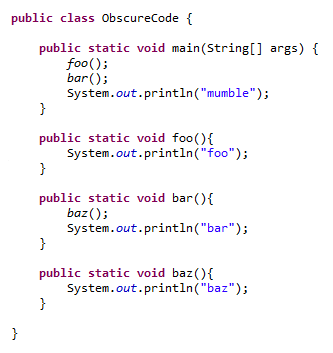 public class ObscureCode {
public static void main(String[] args) {
foo();
bar();
System.out.println("mumble");
}
public static void foo(){
System.out.println("foo");
}
public static void bar(){
baz();
System.out.println("bar");
}
public static void baz(){
System.out.println("baz");
}
}